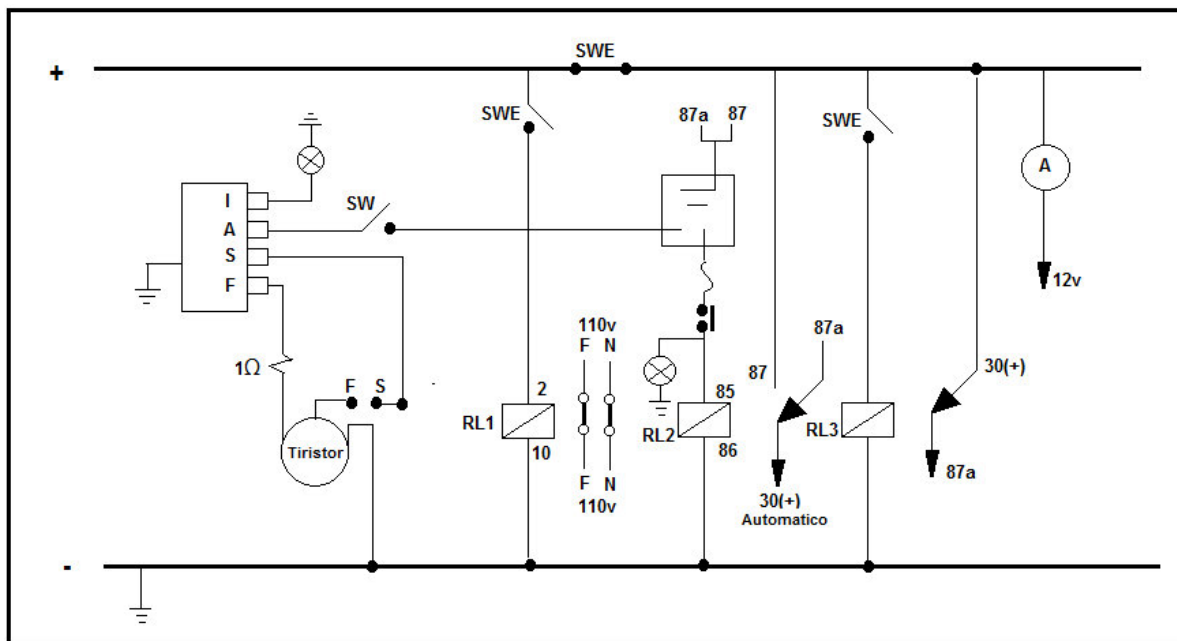 SWE
+
SWE
87a 87
SWE
I
A
S
F
SW
A
12v
1Ω
F S
Tiristor
110v
F N
2
RL1
10
F N
110v
85
RL2
86
87
87a
30(+)
Automatico
RL3
30(+)
87a
-